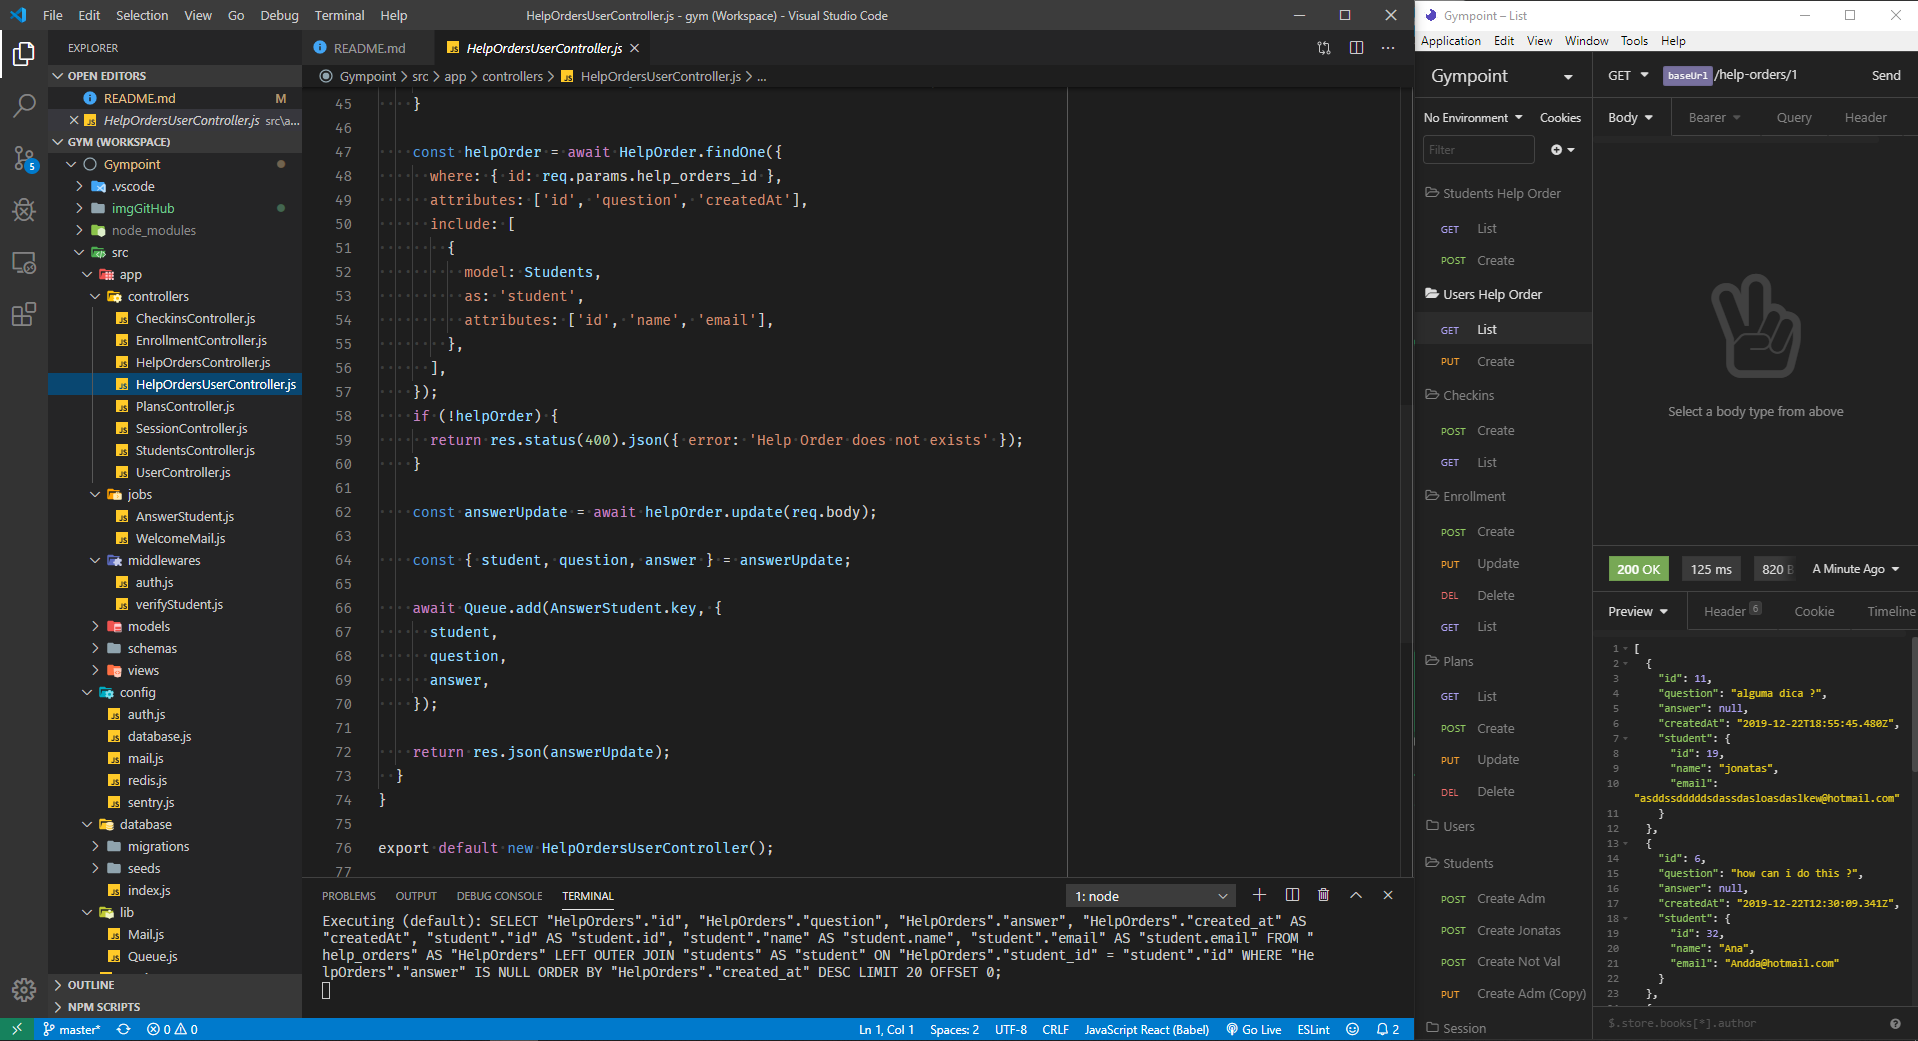 File Edit Selection View Go Debug Terminal Help
HelpOrdersUserController.js - gym (Workspace) - Visual Studio Code
EXPLORER
OPEN EDITORS
README.md M
HelpOrdersUserController.js src\a...
GYM (WORKSPACE)
Gympoint
.vscode
imgGitHub
node_modules
src
app
controllers
CheckinsController.js
EnrollmentController.js
HelpOrdersController.js
HelpOrdersUserController.js
PlansController.js
SessionController.js
StudentsController.js
UserController.js
jobs
AnswerStudent.js
WelcomeMail.js
middlewares
auth.js
verifyStudent.js
models
schemas
views
config
auth.js
database.js
mail.js
redis.js
sentry.js
database
migrations
seeds
index.js
lib
Mail.js
Queue.js
OUTLINE
NPM SCRIPTS
5
README.md
HelpOrdersUserController.js
Gympoint > src > app > controllers > HelpOrdersUserController.js > ...
45 }
46
47 const helpOrder = await HelpOrder.findOne({
48 where: { id: req.params.help_orders_id },
49 attributes: ['id', 'question', 'createdAt'],
50 include: [
51 {
52 model: Students,
53 as: 'student',
54 attributes: ['id', 'name', 'email'],
55 },
56 ],
57 });
58 if (!helpOrder) {
59 return res.status(400).json({ error: 'Help Order does not exists' });
60 }
61
62 const answerUpdate = await helpOrder.update(req.body);
63
64 const { student, question, answer } = answerUpdate;
65
66 await Queue.add(AnswerStudent.key, {
67 student,
68 question,
69 answer,
70 });
71
72 return res.json(answerUpdate);
73 }
74 }
75
76 export default new HelpOrdersUserController();
77
PROBLEMS OUTPUT DEBUG CONSOLE TERMINAL
1: node
Executing (default): SELECT "HelpOrders"."id", "HelpOrders"."question", "HelpOrders"."answer", "HelpOrders"."created_at" AS
"createdAt", "student"."id" AS "student.id", "student"."name" AS "student.name", "student"."email" AS "student.email" FROM "
help_orders" AS "HelpOrders" LEFT OUTER JOIN "students" AS "student" ON "HelpOrders"."student_id" = "student"."id" WHERE "He
lpOrders"."answer" IS NULL ORDER BY "HelpOrders"."created_at" DESC LIMIT 20 OFFSET 0;
master* 0 0
Ln 1, Col 1 Spaces: 2 UTF-8 CRLF JavaScript React (Babel) Go Live ESLint 2
Gympoint – List
Application Edit View Window Tools Help
Gympoint
No Environment Cookies
Filter
Students Help Order
GET List
POST Create
Users Help Order
GET List
PUT Create
Checkins
POST Create
GET List
Enrollment
POST Create
PUT Update
DEL Delete
GET List
Plans
GET List
POST Create
PUT Update
DEL Delete
Users
Students
POST Create Adm
POST Create Jonatas
POST Create Not Val
PUT Create Adm (Copy)
Session
GET baseUrl /help-orders/1 Send
Body Bearer Query Header
Select a body type from above
200 OK 125 ms 820 B A Minute Ago
Preview Header 6 Cookie Timeline
1 [
2 {
3 "id": 11,
4 "question": "alguma dica ?",
5 "answer": null,
6 "createdAt": "2019-12-22T18:55:45.480Z",
7 "student": {
8 "id": 19,
9 "name": "jonatas",
10 "email":
"asddssdddddsdassdasloasdaslkew@hotmail.com"
11 }
12 },
13 {
14 "id": 6,
15 "question": "how can i do this ?",
16 "answer": null,
17 "createdAt": "2019-12-22T12:30:09.341Z",
18 "student": {
19 "id": 32,
20 "name": "Ana",
21 "email": "Andda@hotmail.com"
22 }
23 },
$.store.books[*].author